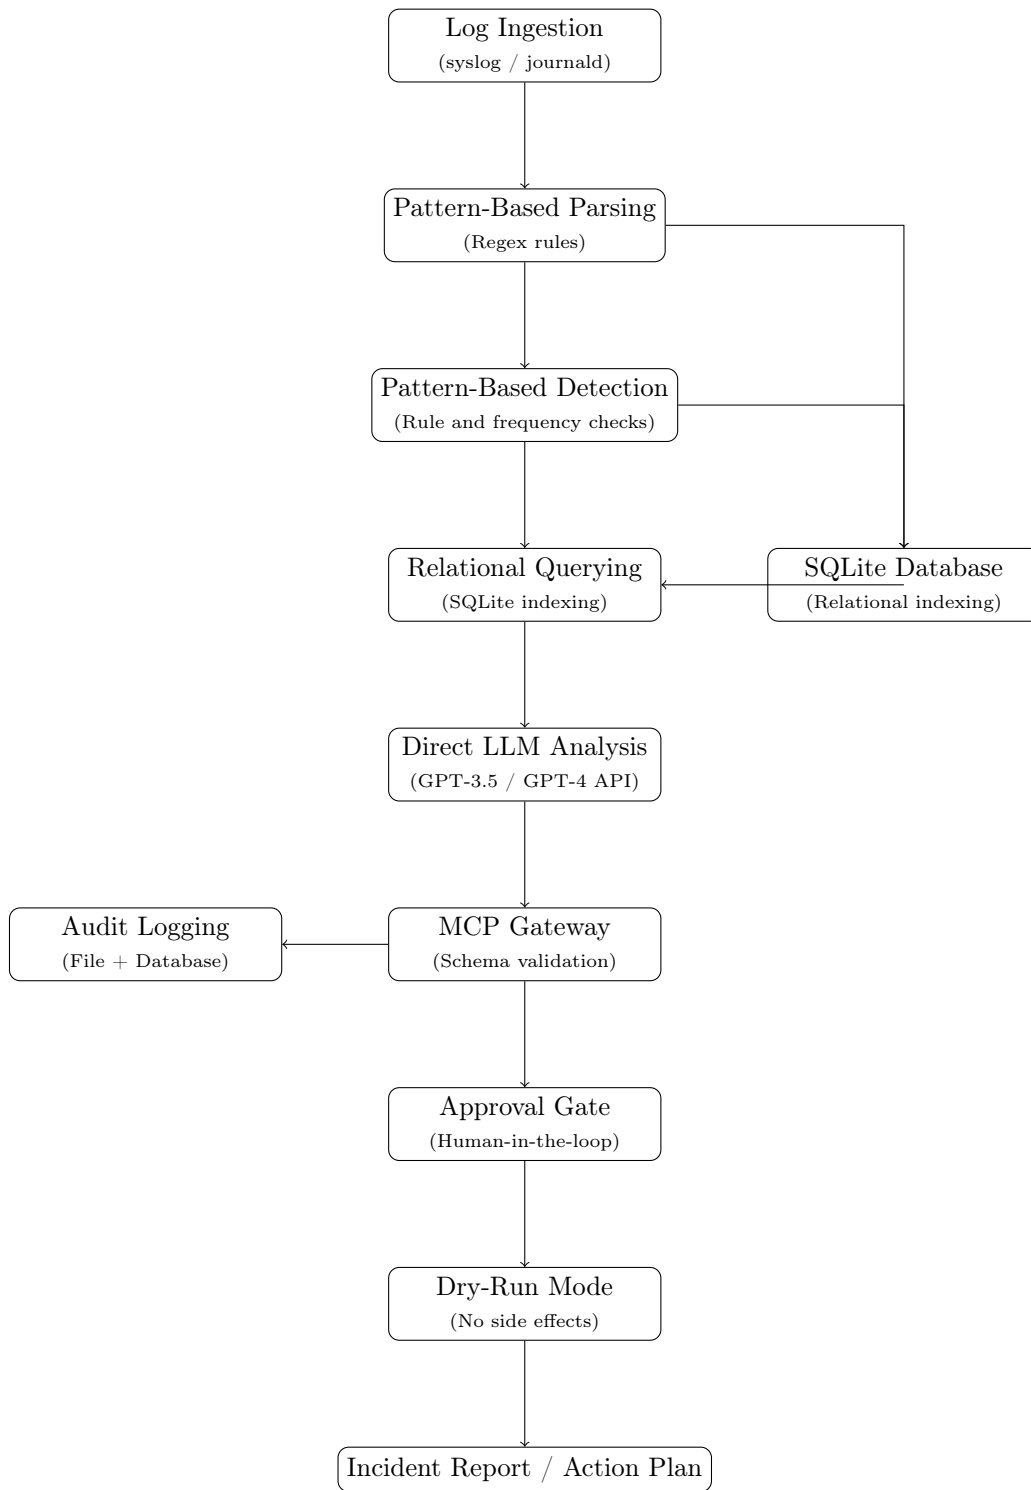 Log Ingestion
(syslog / journald)
Pattern-Based Parsing
(Regex rules)
Pattern-Based Detection
(Rule and frequency checks)
Relational Querying
(SQLite indexing)
SQLite Database
(Relational indexing)
Direct LLM Analysis
(GPT-3.5 / GPT-4 API)
Audit Logging
(File + Database)
MCP Gateway
(Schema validation)
Approval Gate
(Human-in-the-loop)
Dry-Run Mode
(No side effects)
Incident Report / Action Plan